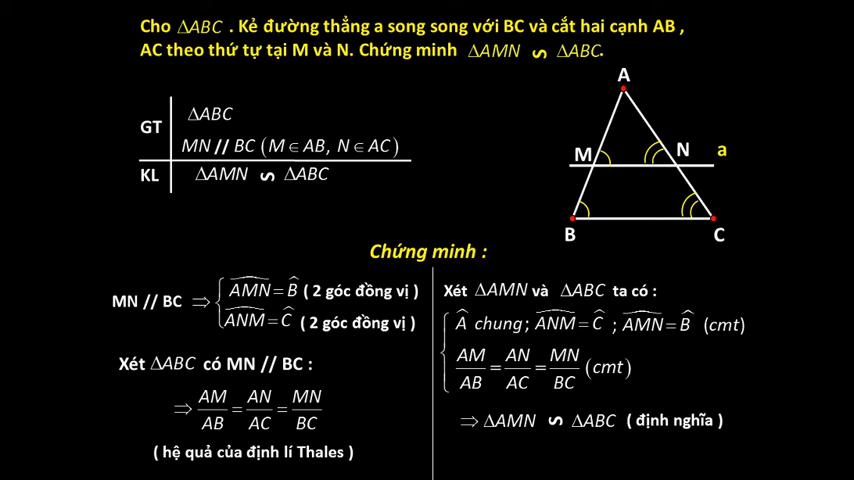 Cho ΔABC . Kẻ đường thẳng a song song với BC và cắt hai cạnh AB ,
AC theo thứ tự tại M và N. Chứng minh ΔAMN ∽ ΔABC.
GT
ΔABC
MN // BC ( M ∈ AB, N ∈ AC )
KL
ΔAMN ∽ ΔABC
A
M
N
a
B
C
Chứng minh :
MN // BC ⇒ { AMN̂ = B̂ ( 2 góc đồng vị )
ANM̂ = Ĉ ( 2 góc đồng vị )
Xét ΔABC có MN // BC :
⇒ AM/AB = AN/AC = MN/BC
( hệ quả của định lí Thales )
Xét ΔAMN và ΔABC ta có :
{ Â chung; ANM̂ = Ĉ ; AMN̂ = B̂ (cmt)
AM/AB = AN/AC = MN/BC (cmt)
⇒ ΔAMN ∽ ΔABC ( định nghĩa )